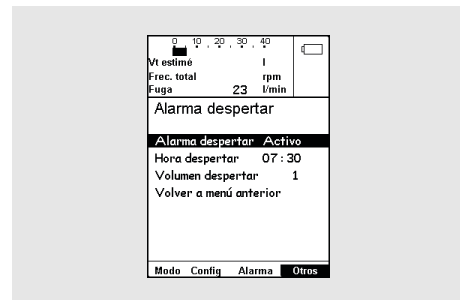 0 10 20 30 40
Vt estimé l
Frec. total rpm
Fuga 23 l/min
Alarma despertar
Alarma despertar Activo
Hora despertar 07:30
Volumen despertar 1
Volver a menú anterior
Modo Config Alarma Otros